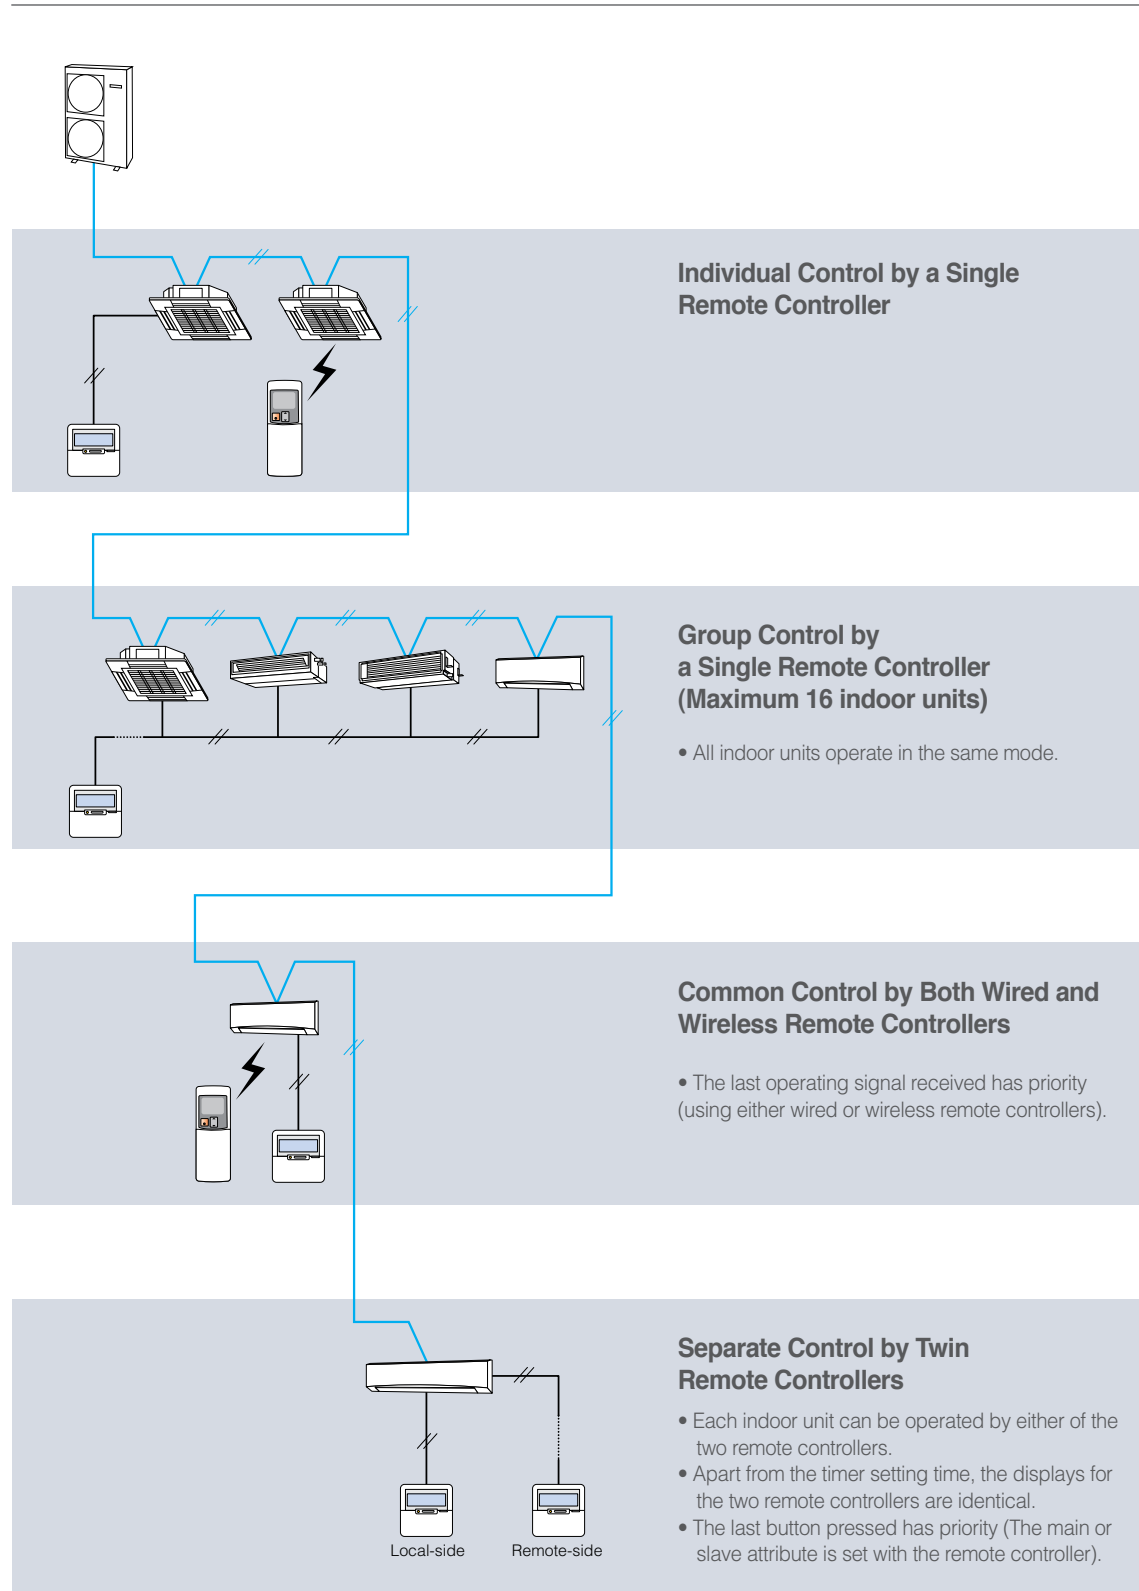 Individual Control by a Single
Remote Controller
Group Control by
a Single Remote Controller
(Maximum 16 indoor units)
• All indoor units operate in the same mode.
Common Control by Both Wired and
Wireless Remote Controllers
• The last operating signal received has priority
(using either wired or wireless remote controllers).
Separate Control by Twin
Remote Controllers
• Each indoor unit can be operated by either of the
two remote controllers.
• Apart from the timer setting time, the displays for
the two remote controllers are identical.
• The last button pressed has priority (The main or
slave attribute is set with the remote controller).
Local-side
Remote-side